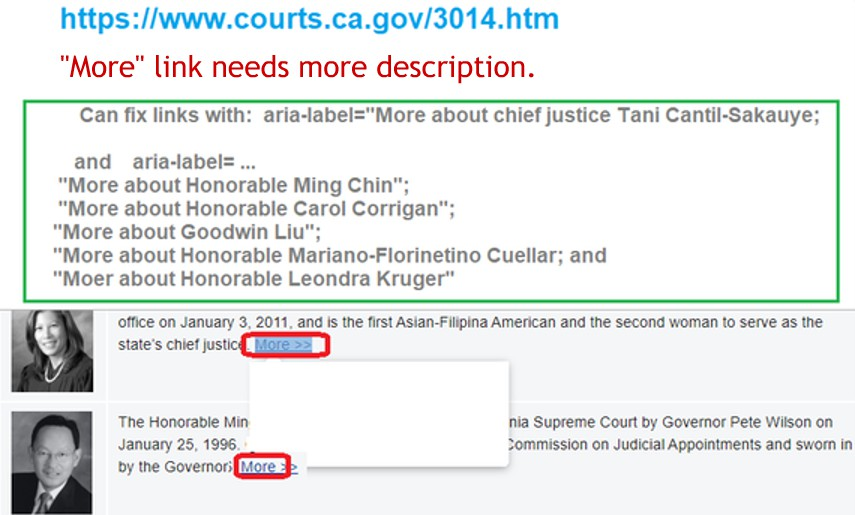 https://www.courts.ca.gov/3014.htm
"More" link needs more description.
Can fix links with: aria-label="More about chief justice Tani Cantil-Sakauye;
and aria-label= ...
"More about Honorable Ming Chin";
"More about Honorable Carol Corrigan";
"More about Goodwin Liu";
"More about Honorable Mariano-Florinetino Cuellar; and
"Moer about Honorable Leondra Kruger"
office on January 3, 2011, and is the first Asian-Filipina American and the second woman to serve as the
state's chief justice. More >>
The Honorable Min nia Supreme Court by Governor Pete Wilson on
January 25, 1996, Commission on Judicial Appointments and sworn in
by the Governor. More >>